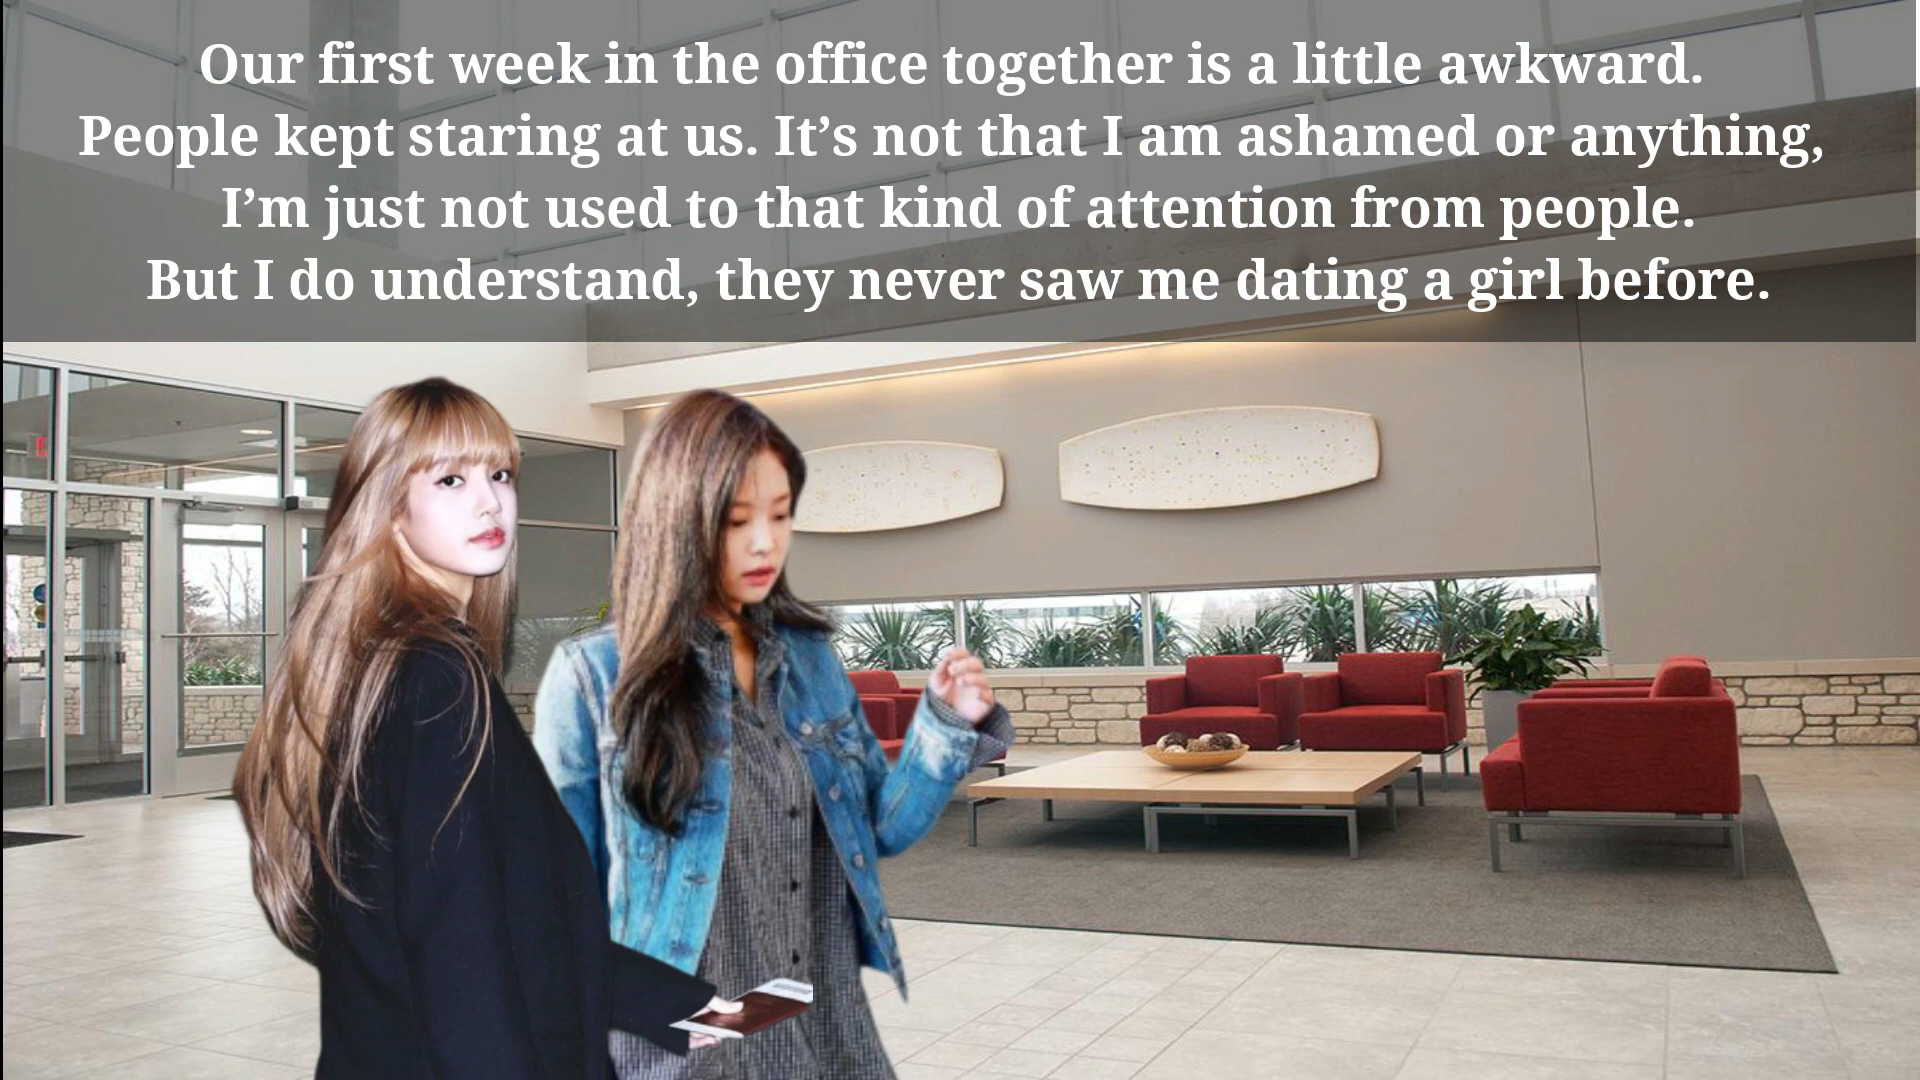 Our first week in the office together is a little awkward.
People kept staring at us. It’s not that I am ashamed or anything,
I’m just not used to that kind of attention from people.
But I do understand, they never saw me dating a girl before.